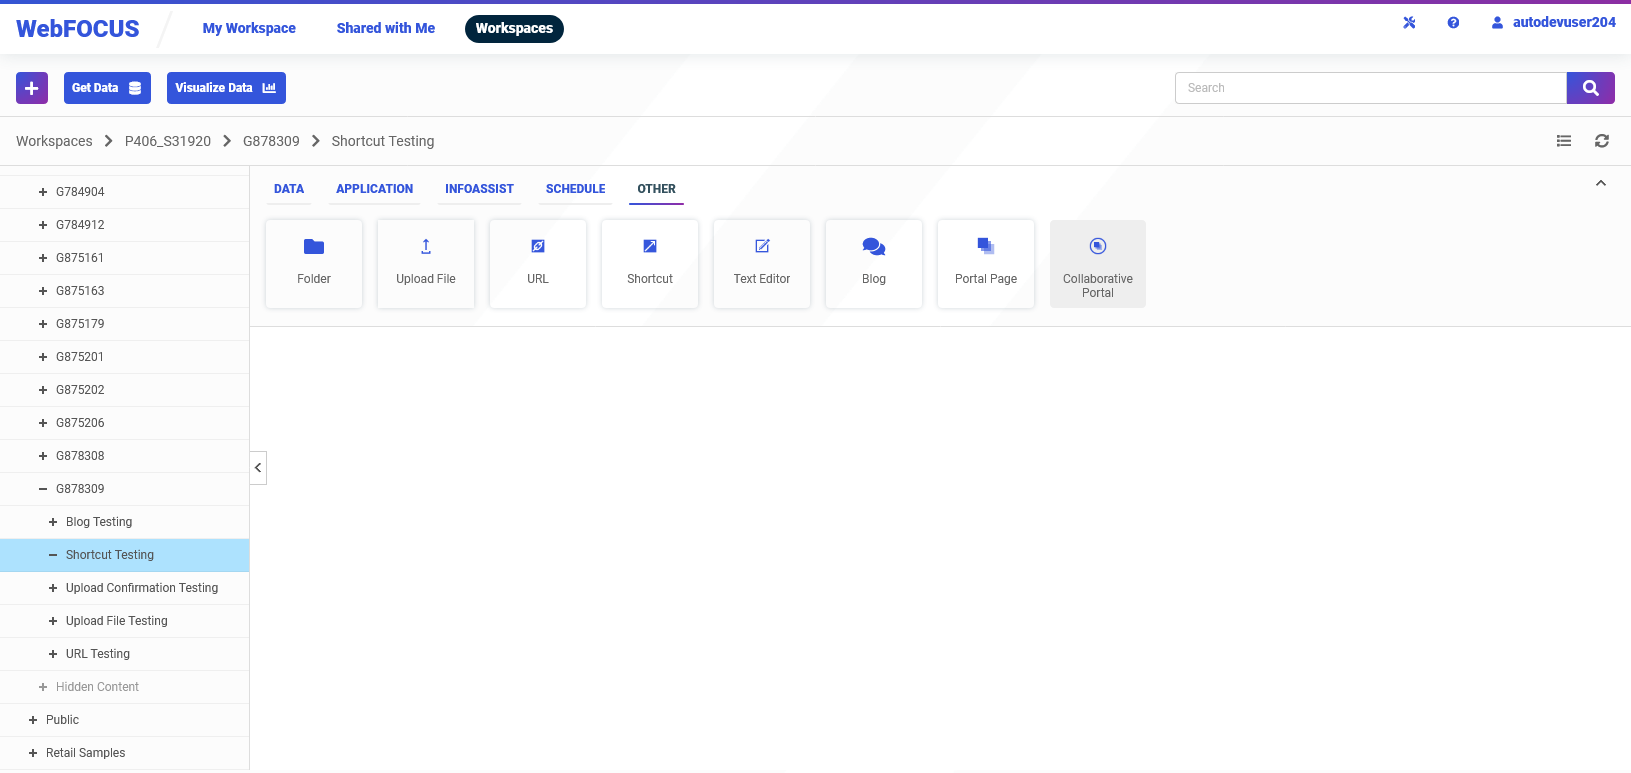 WebFOCUS
My Workspace
Shared with Me
Workspaces
autodevuser204
Get Data
Visualize Data
Search
Workspaces
P406_S31920
G878309
Shortcut Testing
G784904
G784912
G875161
G875163
G875179
G875201
G875202
G875206
G878308
G878309
Blog Testing
Shortcut Testing
Upload Confirmation Testing
Upload File Testing
URL Testing
Hidden Content
Public
Retail Samples
DATA
APPLICATION
INFOASSIST
SCHEDULE
OTHER
Folder
Upload File
URL
Shortcut
Text Editor
Blog
Portal Page
Collaborative
Portal